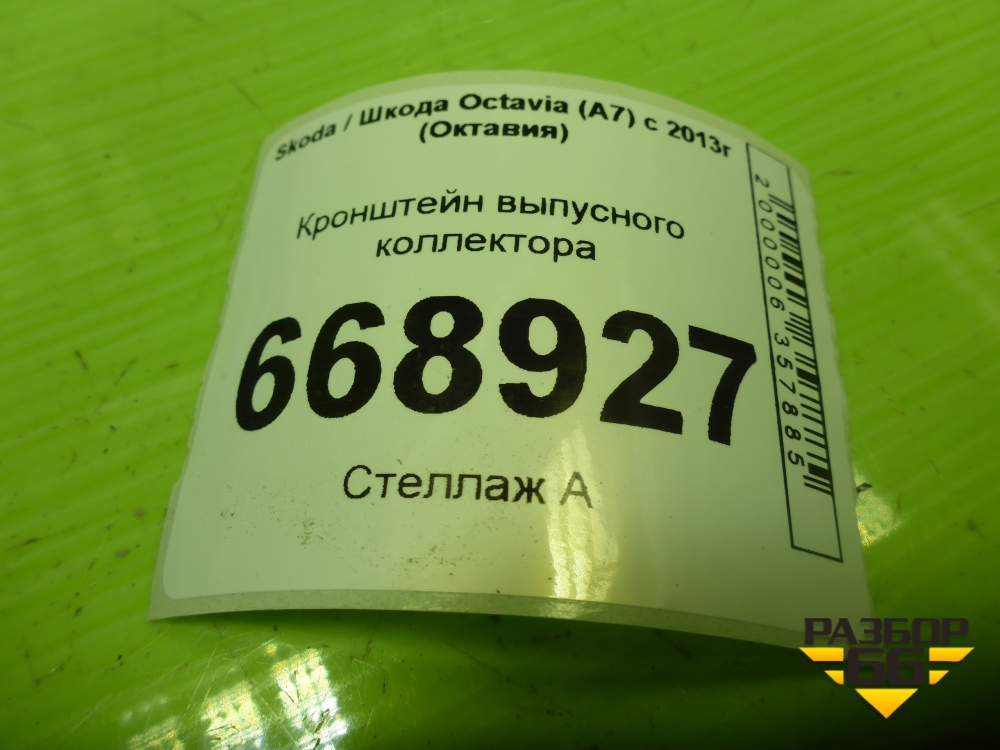 Skoda / Шкода Octavia (A7) с 2013г
(Октавия)
Кронштейн выпусного
коллектора
668927
Стеллаж А
2000006357885
РАЗБОР
66